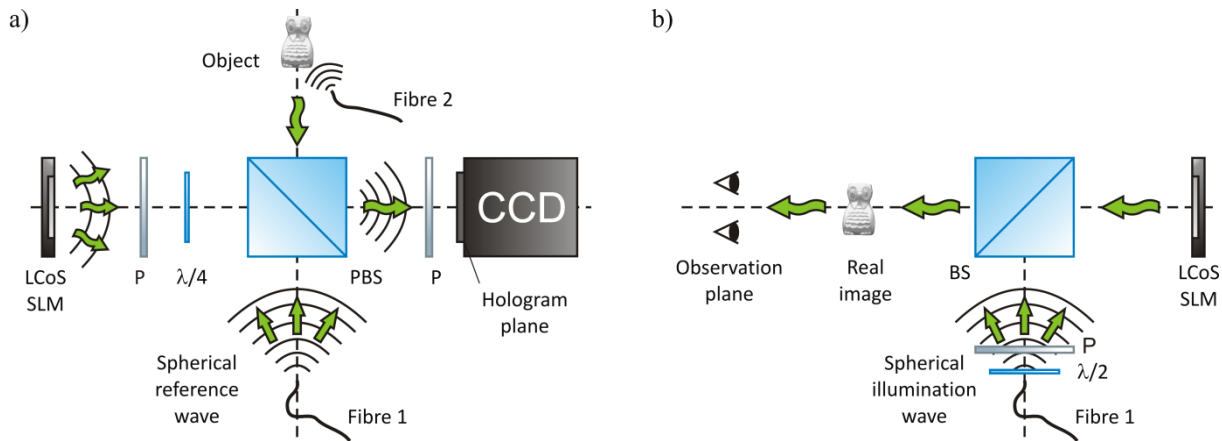 a)
Object
Fibre 2
CCD
LCoS
SLM
P
λ/4
PBS
P
Hologram
plane
Spherical
reference
wave
Fibre 1
b)
Observation
plane
Real
image
BS
LCoS
SLM
P
λ/2
Spherical
illumination
wave
Fibre 1